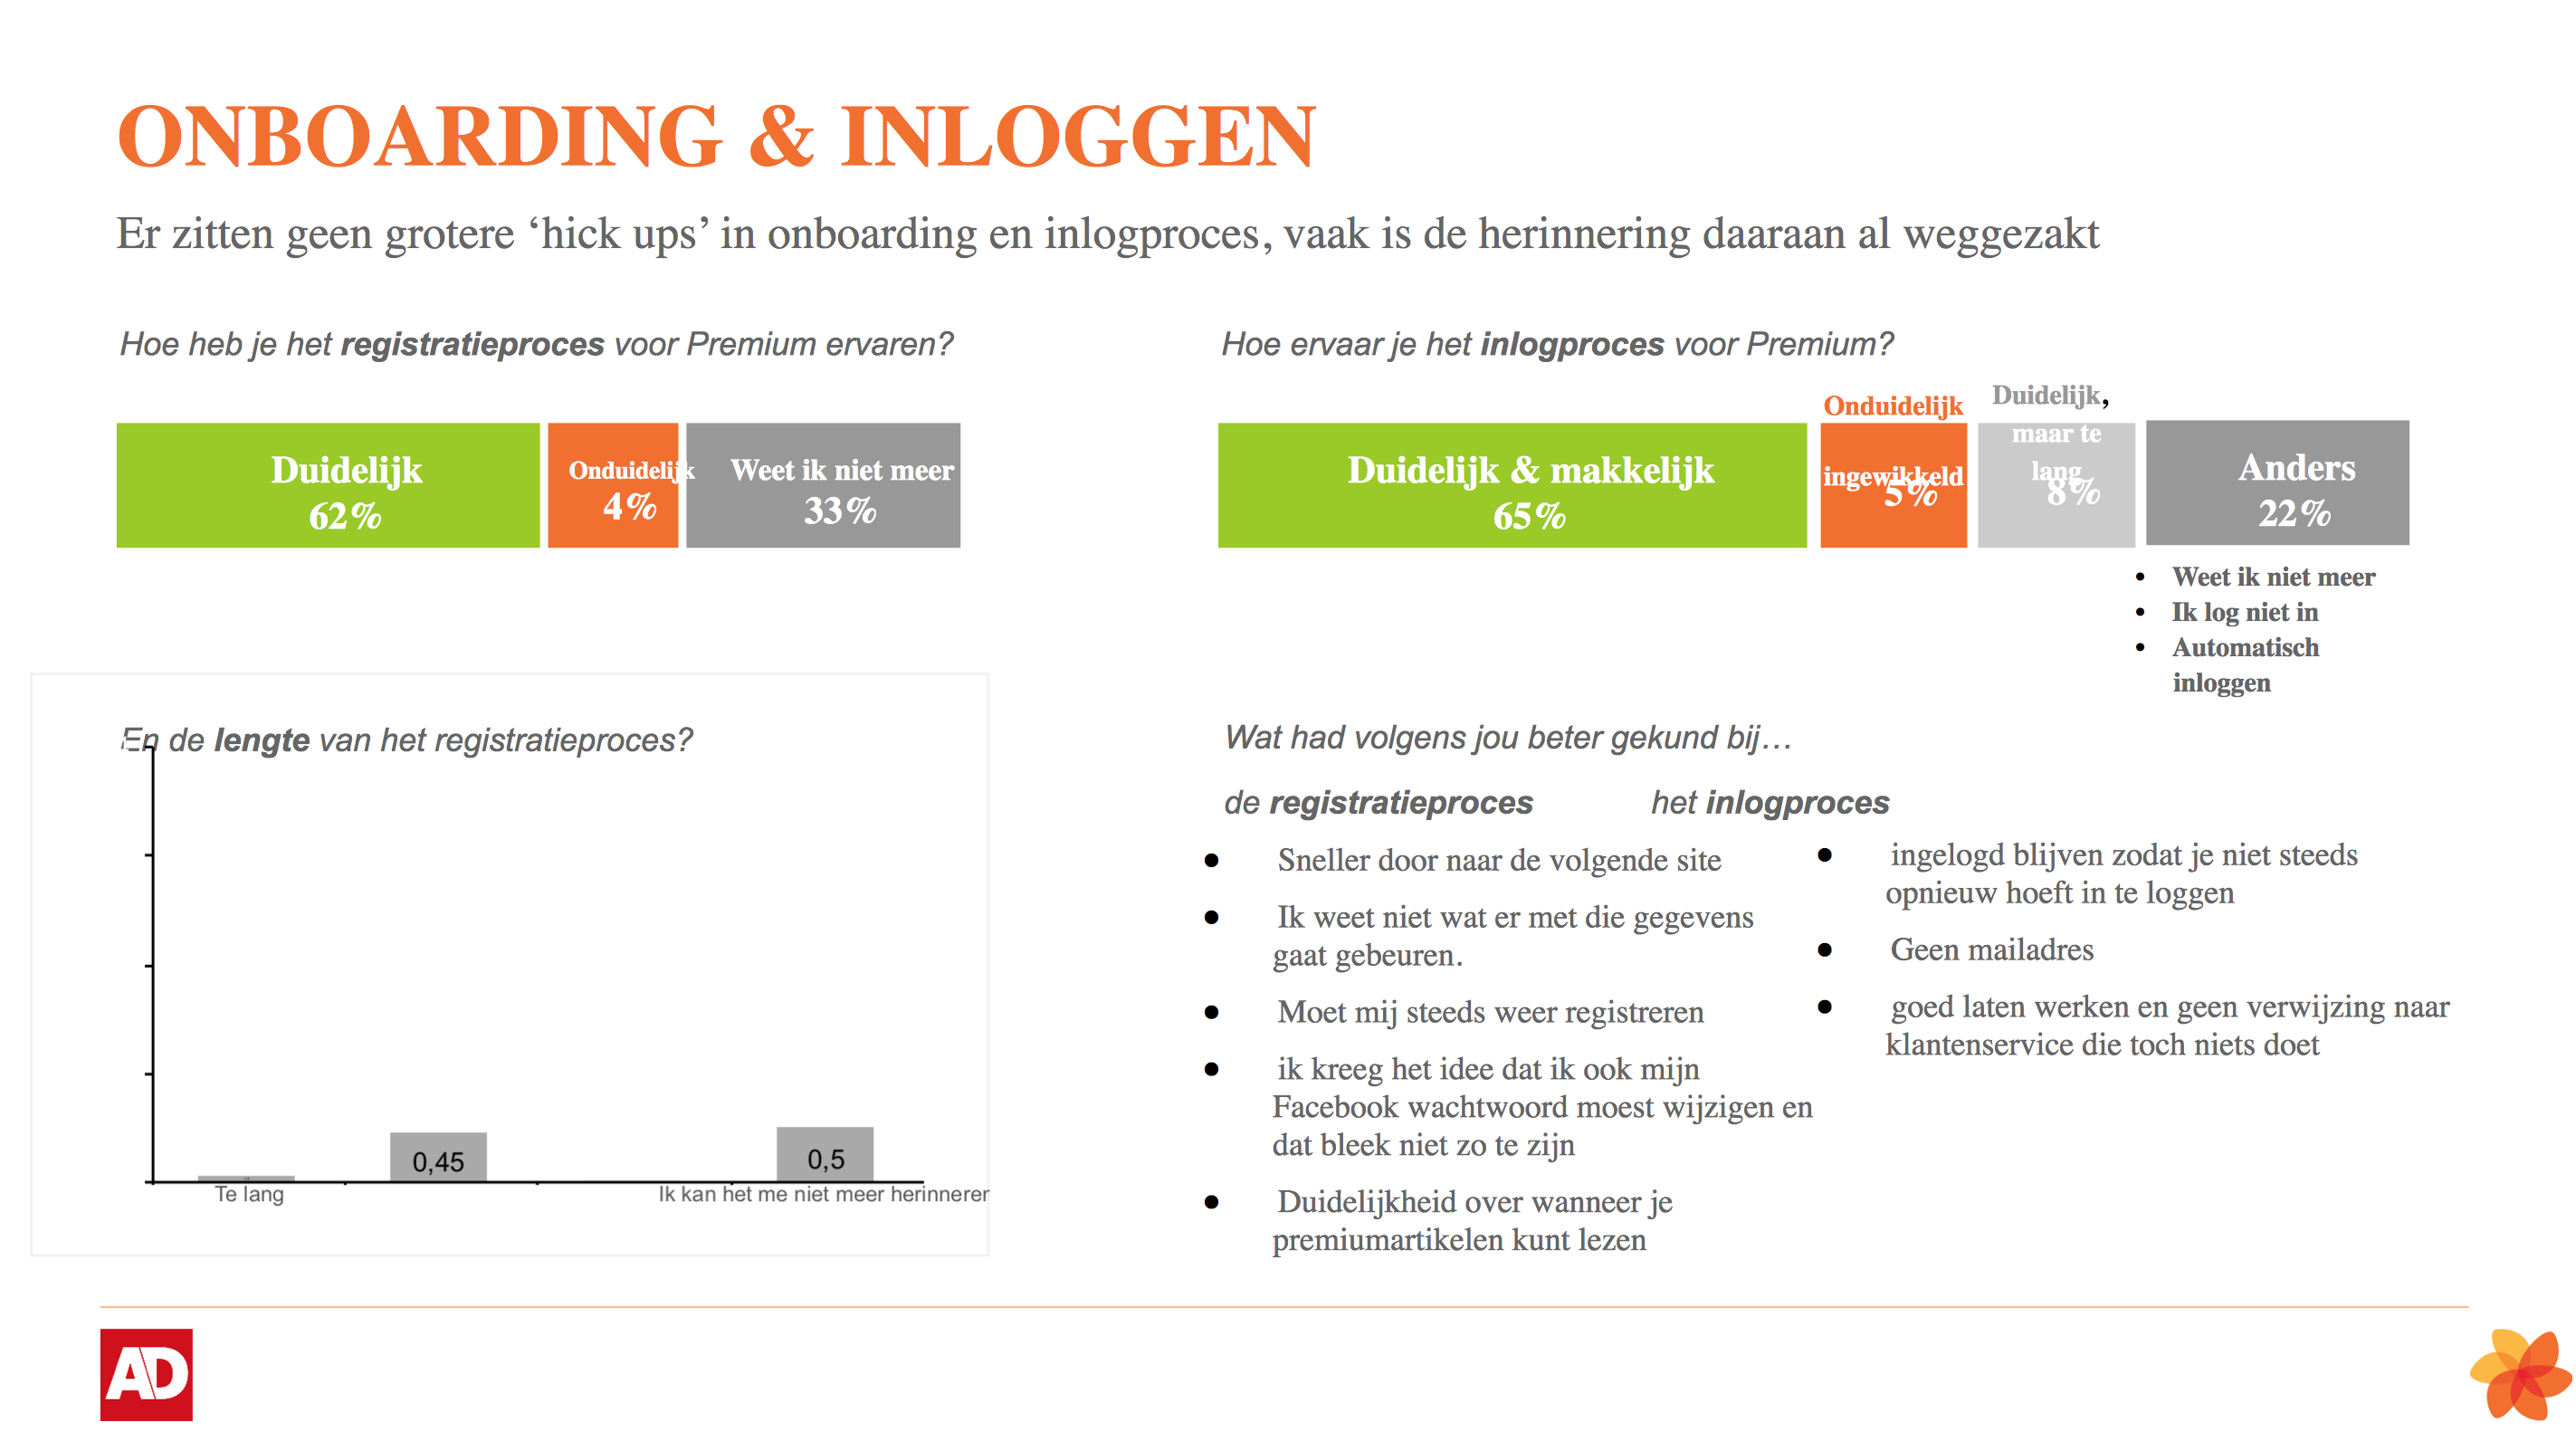 ONBOARDING & INLOGGEN
Er zitten geen grotere ‘hick ups’ in onboarding en inlogproces, vaak is de herinnering daaraan al weggezakt
Hoe heb je het registratieproces voor Premium ervaren?
Duidelijk
62%
Onduidelijk
4%
Weet ik niet meer
33%
Hoe ervaar je het inlogproces voor Premium?
Duidelijk & makkelijk
65%
Onduidelijk
ingewikkeld
5%
Duidelijk,
maar te
lang
8%
Anders
22%
• Weet ik niet meer
• Ik log niet in
• Automatisch
inloggen
En de lengte van het registratieproces?
0,45
0,5
Te lang
Ik kan het me niet meer herinneren
Wat had volgens jou beter gekund bij…
de registratieproces
● Sneller door naar de volgende site
● Ik weet niet wat er met die gegevens
gaat gebeuren.
● Moet mij steeds weer registreren
● ik kreeg het idee dat ik ook mijn
Facebook wachtwoord moest wijzigen en
dat bleek niet zo te zijn
● Duidelijkheid over wanneer je
premiumartikelen kunt lezen
het inlogproces
● ingelogd blijven zodat je niet steeds
opnieuw hoeft in te loggen
● Geen mailadres
● goed laten werken en geen verwijzing naar
klantenservice die toch niets doet
AD